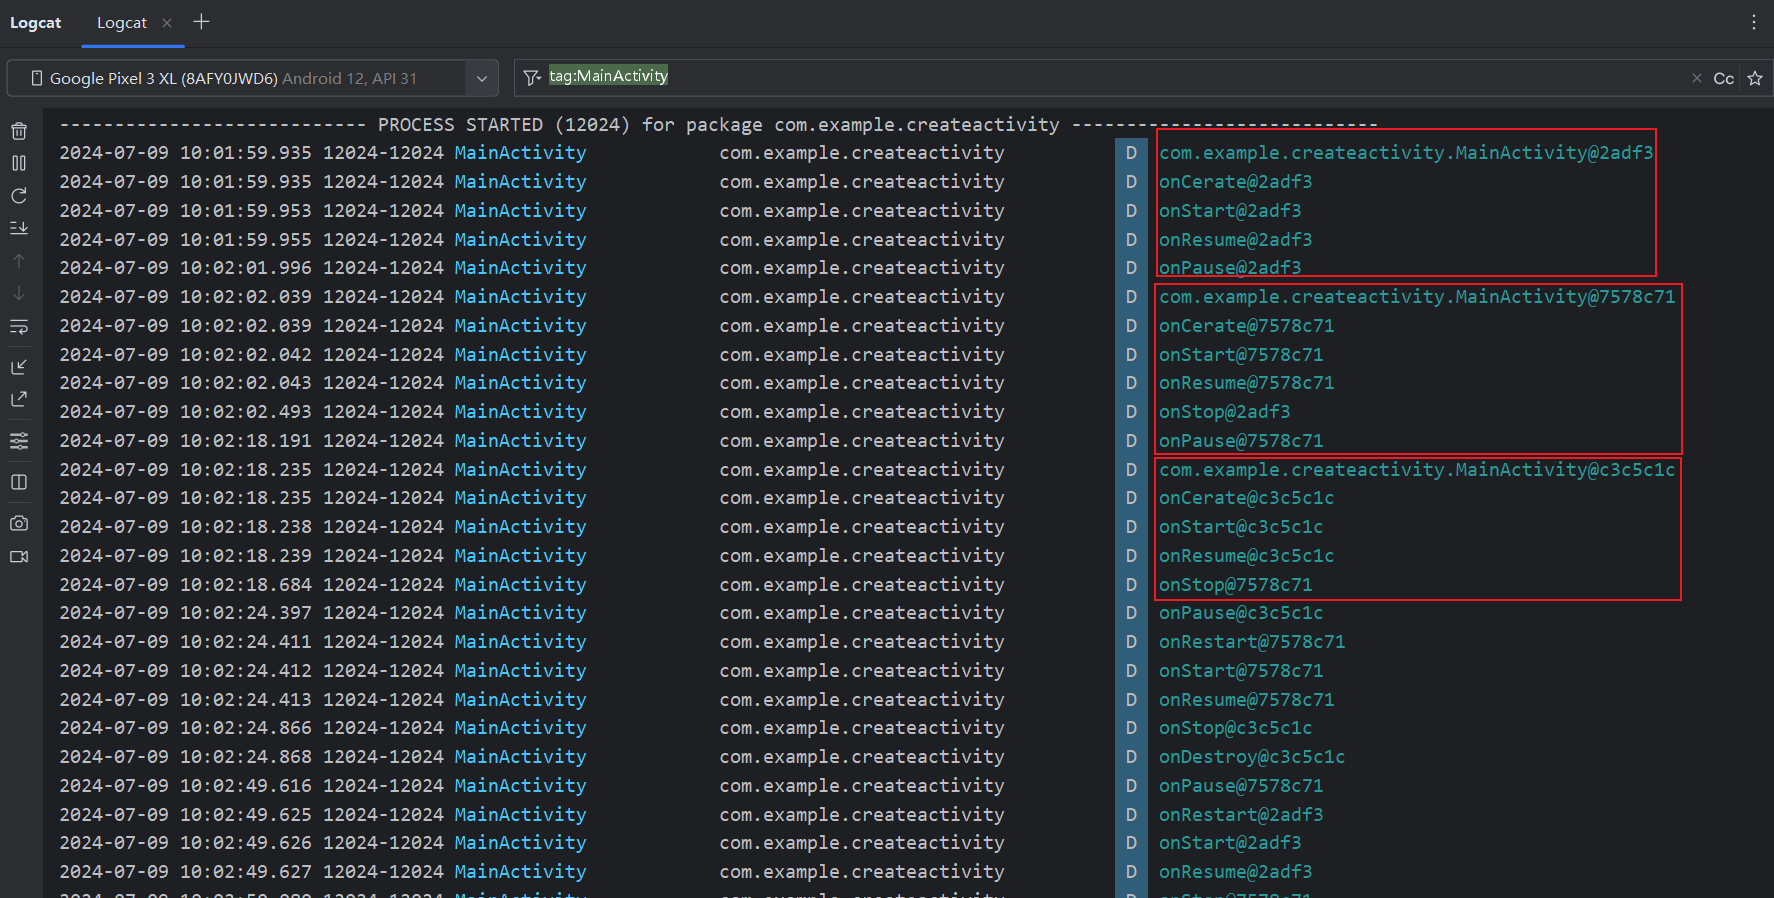 Logcat Logcat
Google Pixel 3 XL (8AFY0JWD6) Android 12, API 31 tag:MainActivity Cc
---------------------------- PROCESS STARTED (12024) for package com.example.createactivity ----------------------------
2024-07-09 10:01:59.935 12024-12024 MainActivity com.example.createactivity D com.example.createactivity.MainActivity@2adf3
2024-07-09 10:01:59.935 12024-12024 MainActivity com.example.createactivity D onCerate@2adf3
2024-07-09 10:01:59.953 12024-12024 MainActivity com.example.createactivity D onStart@2adf3
2024-07-09 10:01:59.955 12024-12024 MainActivity com.example.createactivity D onResume@2adf3
2024-07-09 10:02:01.996 12024-12024 MainActivity com.example.createactivity D onPause@2adf3
2024-07-09 10:02:02.039 12024-12024 MainActivity com.example.createactivity D com.example.createactivity.MainActivity@7578c71
2024-07-09 10:02:02.039 12024-12024 MainActivity com.example.createactivity D onCerate@7578c71
2024-07-09 10:02:02.042 12024-12024 MainActivity com.example.createactivity D onStart@7578c71
2024-07-09 10:02:02.043 12024-12024 MainActivity com.example.createactivity D onResume@7578c71
2024-07-09 10:02:02.493 12024-12024 MainActivity com.example.createactivity D onStop@2adf3
2024-07-09 10:02:18.191 12024-12024 MainActivity com.example.createactivity D onPause@7578c71
2024-07-09 10:02:18.235 12024-12024 MainActivity com.example.createactivity D com.example.createactivity.MainActivity@c3c5c1c
2024-07-09 10:02:18.235 12024-12024 MainActivity com.example.createactivity D onCerate@c3c5c1c
2024-07-09 10:02:18.238 12024-12024 MainActivity com.example.createactivity D onStart@c3c5c1c
2024-07-09 10:02:18.239 12024-12024 MainActivity com.example.createactivity D onResume@c3c5c1c
2024-07-09 10:02:18.684 12024-12024 MainActivity com.example.createactivity D onStop@7578c71
2024-07-09 10:02:24.397 12024-12024 MainActivity com.example.createactivity D onPause@c3c5c1c
2024-07-09 10:02:24.411 12024-12024 MainActivity com.example.createactivity D onRestart@7578c71
2024-07-09 10:02:24.412 12024-12024 MainActivity com.example.createactivity D onStart@7578c71
2024-07-09 10:02:24.413 12024-12024 MainActivity com.example.createactivity D onResume@7578c71
2024-07-09 10:02:24.866 12024-12024 MainActivity com.example.createactivity D onStop@c3c5c1c
2024-07-09 10:02:24.868 12024-12024 MainActivity com.example.createactivity D onDestroy@c3c5c1c
2024-07-09 10:02:49.616 12024-12024 MainActivity com.example.createactivity D onPause@7578c71
2024-07-09 10:02:49.625 12024-12024 MainActivity com.example.createactivity D onRestart@2adf3
2024-07-09 10:02:49.626 12024-12024 MainActivity com.example.createactivity D onStart@2adf3
2024-07-09 10:02:49.627 12024-12024 MainActivity com.example.createactivity D onResume@2adf3